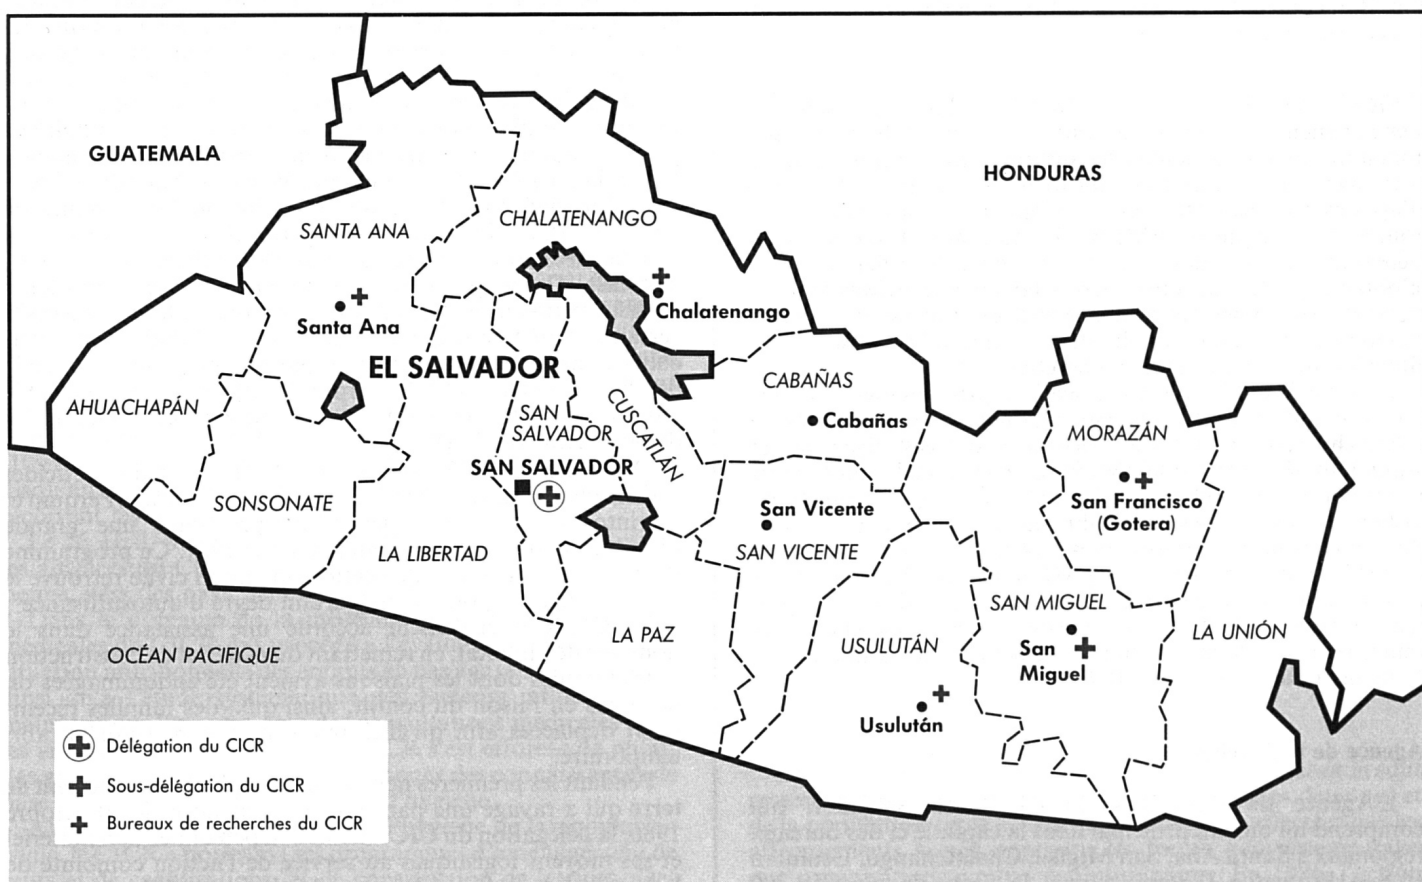 GUATEMALA
HONDURAS
SANTA ANA
CHALATENANGO
Santa Ana
Chalatenango
EL SALVADOR
AHUACHAPÁN
CABAÑAS
Cabañas
CUSCATLÁN
SAN
SALVADOR
MORAZÁN
SAN SALVADOR
SONSONATE
San Francisco
(Gotera)
San Vicente
SAN VICENTE
LA LIBERTAD
SAN MIGUEL
LA PAZ
USULUTÁN
San
Miguel
LA UNIÓN
OCÉAN PACIFIQUE
Usulután
Délégation du CICR
Sous-délégation du CICR
Bureaux de recherches du CICR